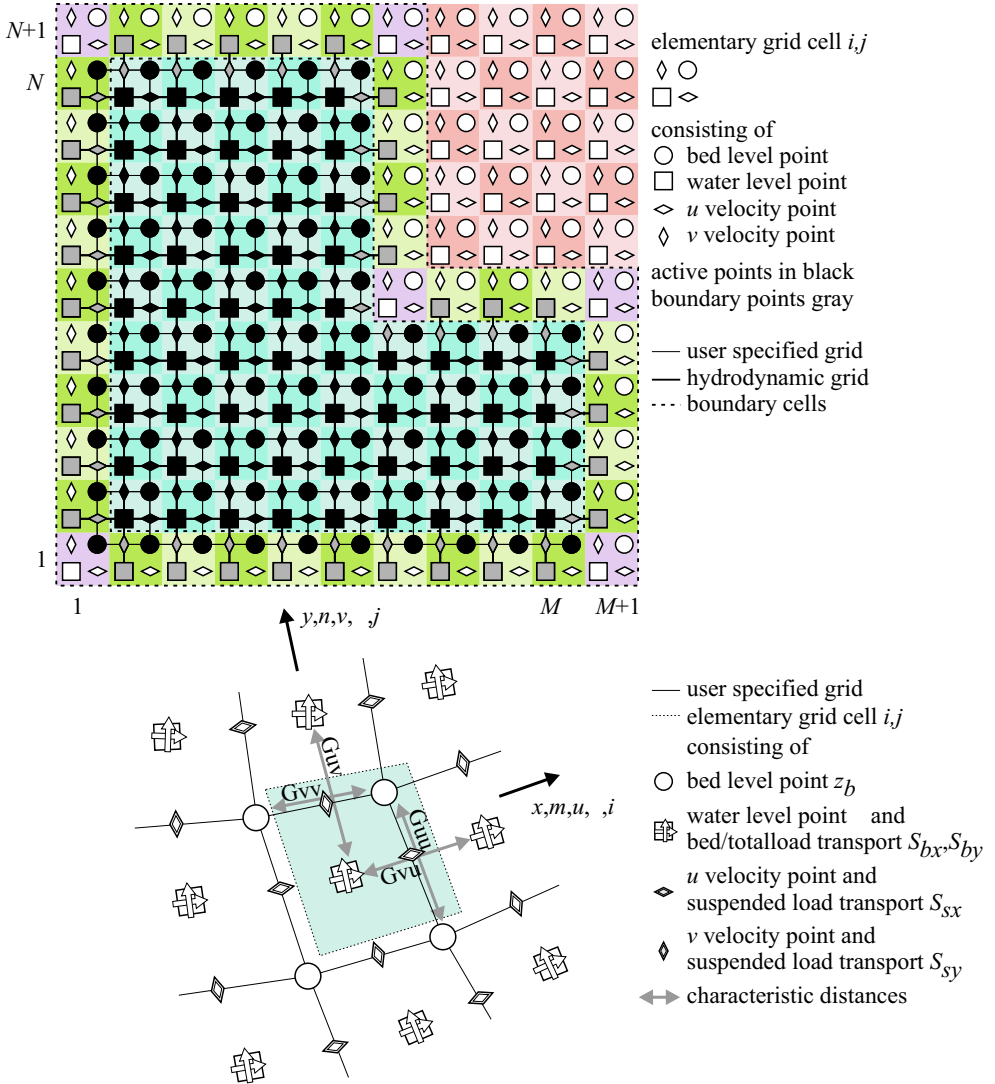 N+1
N
1
1
M
M+1
elementary grid cell i,j
consisting of
bed level point
water level point
u velocity point
v velocity point
active points in black
boundary points gray
user specified grid
hydrodynamic grid
boundary cells
y,n,v, ,j
x,m,u, ,i
Guv
Gvv
Guu
Gvu
user specified grid
elementary grid cell i,j
consisting of
bed level point z_b
water level point and
bed/totalload transport S_bx,S_by
u velocity point and
suspended load transport S_sx
v velocity point and
suspended load transport S_sy
characteristic distances